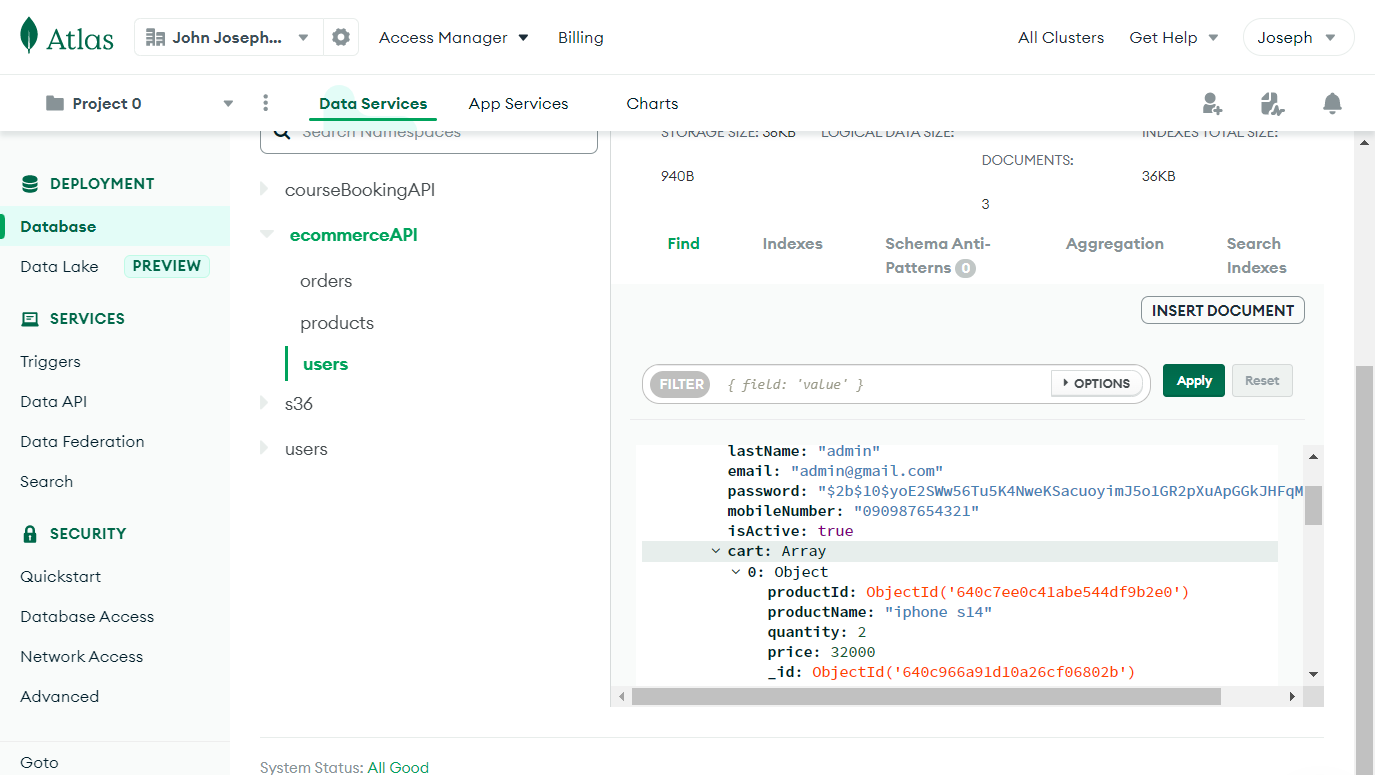 Atlas
John Joseph...
Access Manager
Billing
All Clusters
Get Help
Joseph
Project 0
Data Services
App Services
Charts
DEPLOYMENT
Database
Data Lake PREVIEW
SERVICES
Triggers
Data API
Data Federation
Search
SECURITY
Quickstart
Database Access
Network Access
Advanced
Goto
Search Namespaces
courseBookingAPI
ecommerceAPI
orders
products
users
s36
users
STORAGE SIZE: 36KB
LOGICAL DATA SIZE:
940B
DOCUMENTS:
3
INDEXES TOTAL SIZE:
36KB
Find
Indexes
Schema Anti-
Patterns 0
Aggregation
Search
Indexes
INSERT DOCUMENT
FILTER { field: 'value' } OPTIONS Apply Reset
lastName: "admin"
email: "admin@gmail.com"
password: "$2b$10$yoE2SWw56Tu5K4NweKSacuoyimJ5o1GR2pXuApGGkJHFqM
mobileNumber: "090987654321"
isActive: true
cart: Array
0: Object
productId: ObjectId('640c7ee0c41abe544df9b2e0')
productName: "iphone s14"
quantity: 2
price: 32000
_id: ObjectId('640c966a91d10a26cf06802b')
System Status: All Good